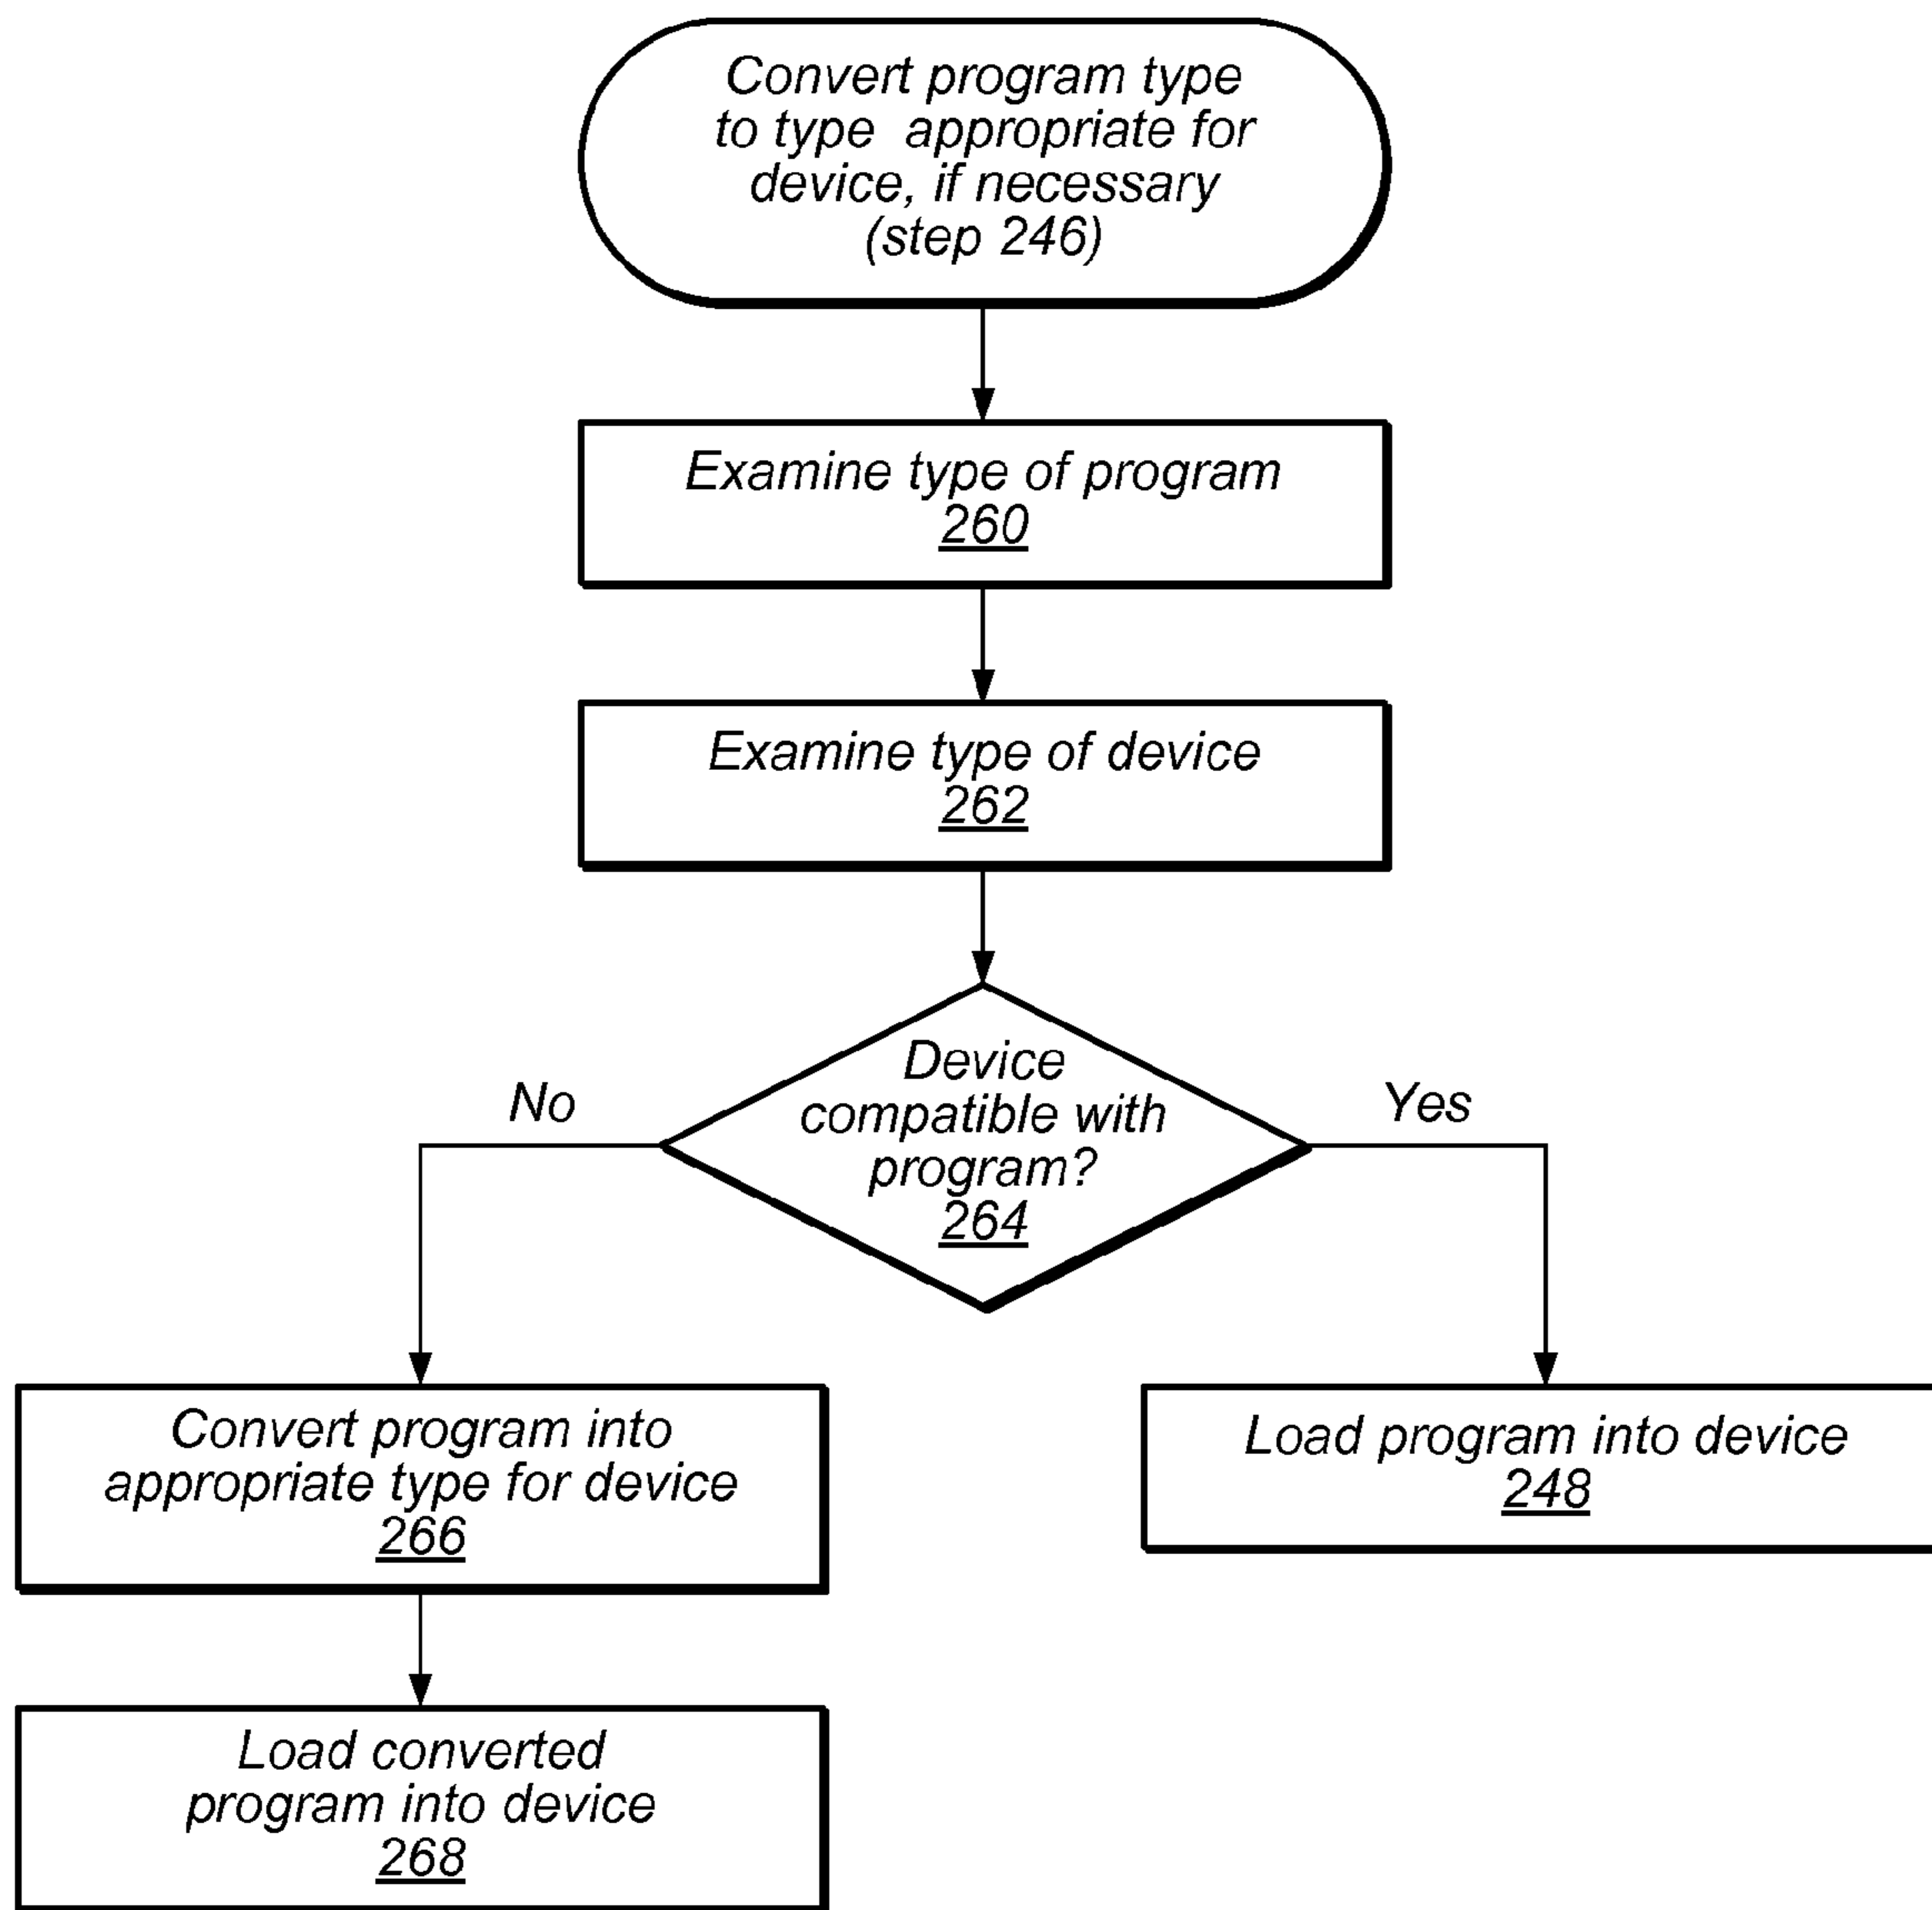 Convert program type
to type appropriate for
device, if necessary
(step 246)
Examine type of program
260
Examine type of device
262
Device
compatible with
program?
264
No
Yes
Convert program into
appropriate type for device
266
Load program into device
248
Load converted
program into device
268